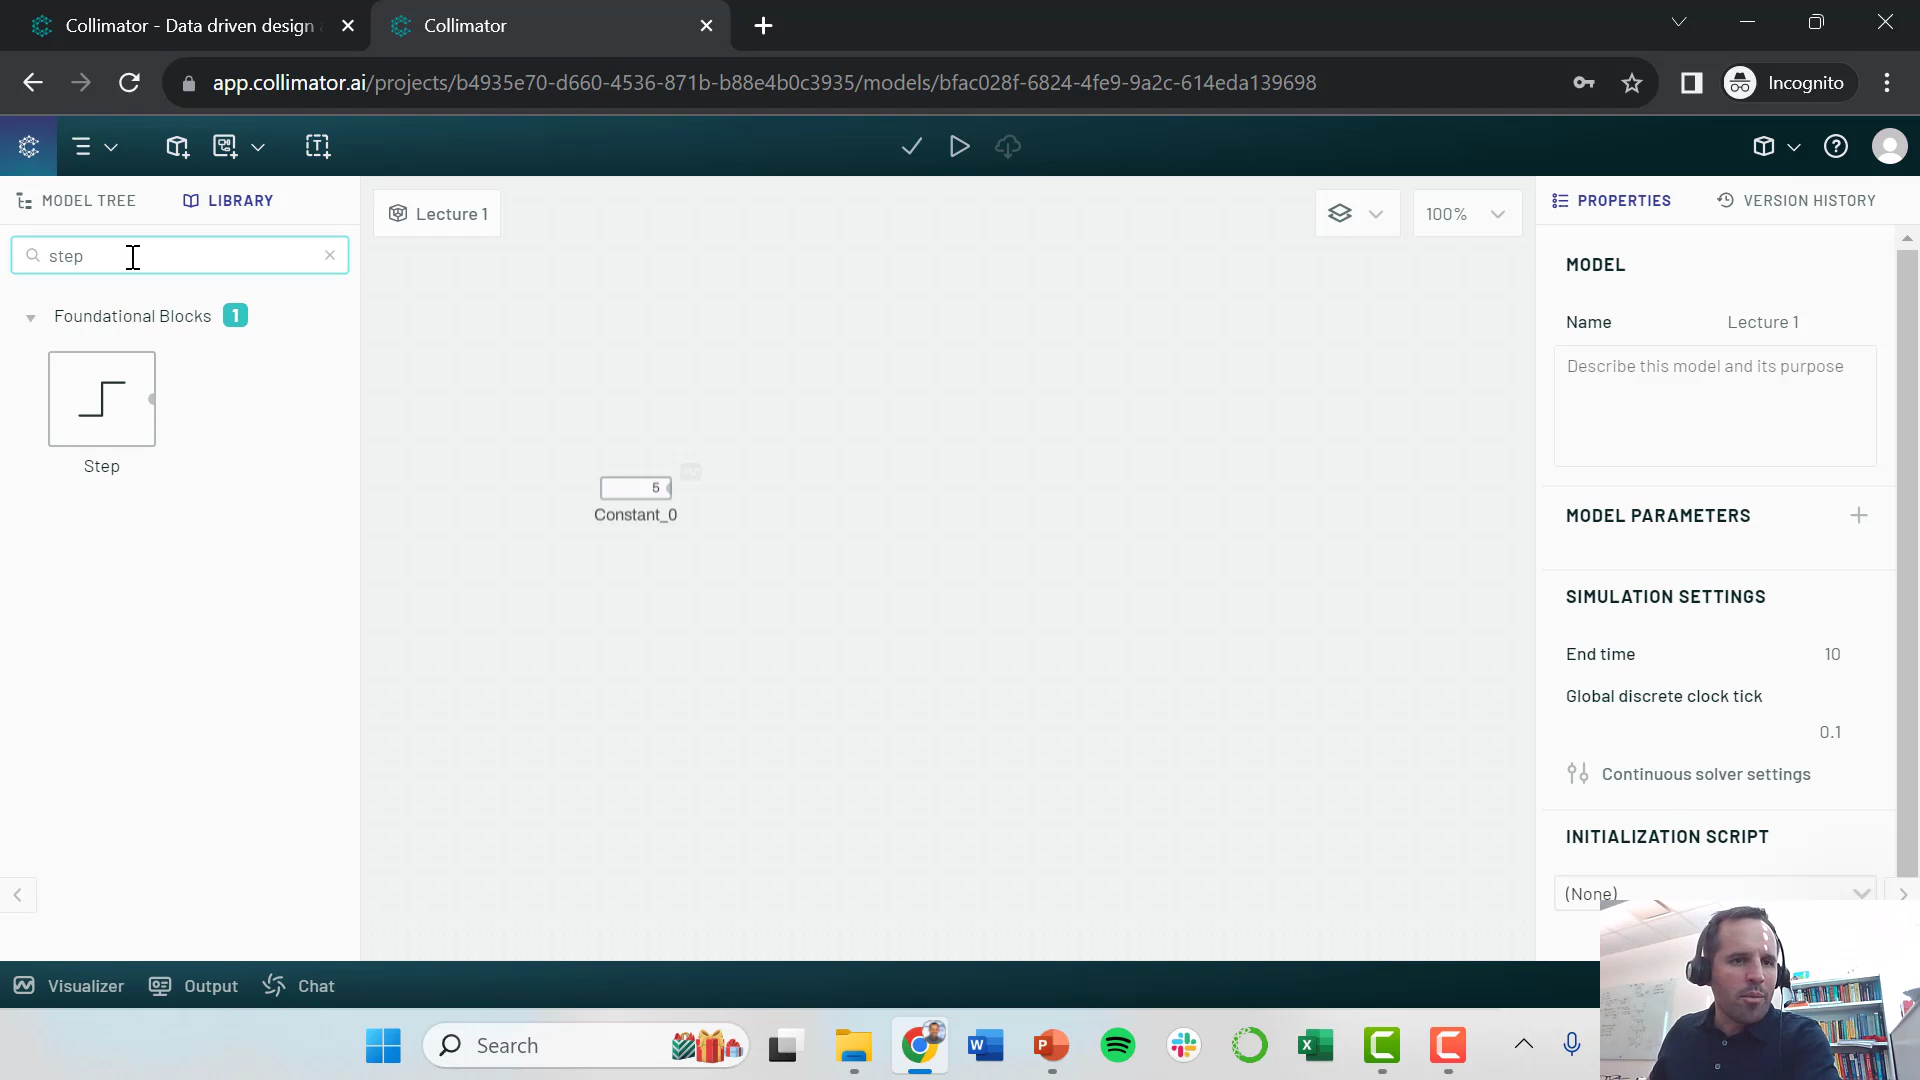 Collimator - Data driven design
Collimator
app.collimator.ai/projects/b4935e70-d660-4536-871b-b88e4b0c3935/models/bfac028f-6824-4fe9-9a2c-614eda139698
Incognito
MODEL TREE
LIBRARY
Lecture 1
100%
PROPERTIES
VERSION HISTORY
step
Foundational Blocks 1
Step
5
Constant_0
MODEL
Name Lecture 1
Describe this model and its purpose
MODEL PARAMETERS
SIMULATION SETTINGS
End time 10
Global discrete clock tick
0.1
Continuous solver settings
INITIALIZATION SCRIPT
(None)
Visualizer
Output
Chat
Search